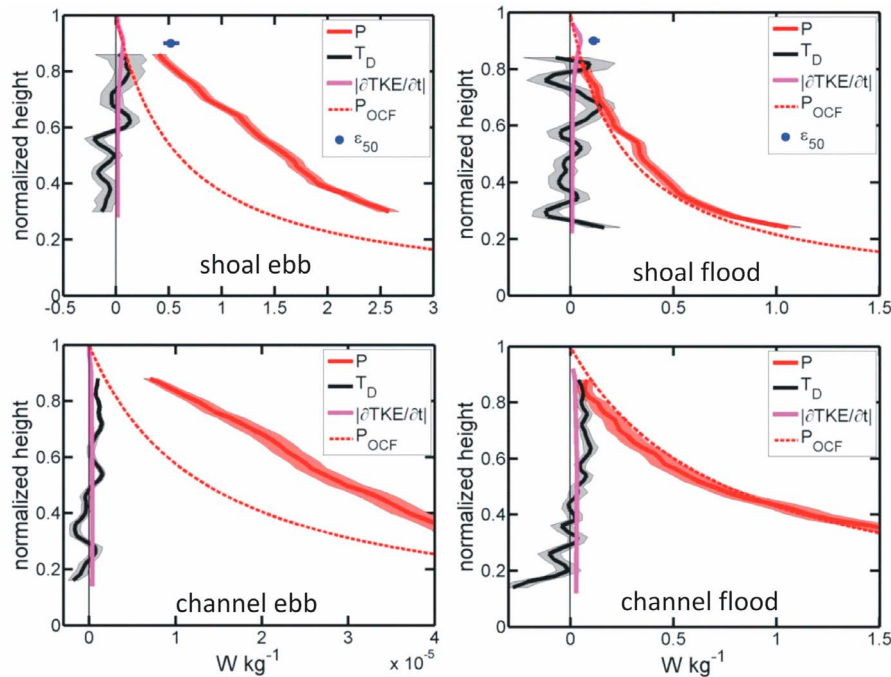 normalized height
1
0.8
0.6
0.4
0.2
0
P
T_D
|∂TKE/∂t|
P_OCF
ε_50
shoal ebb
-0.5 0 0.5 1 1.5 2 2.5 3
normalized height
1
0.8
0.6
0.4
0.2
0
P
T_D
|∂TKE/∂t|
P_OCF
ε_50
shoal flood
0 0.5 1.0 1.5
normalized height
1
0.8
0.6
0.4
0.2
0
P
T_D
|∂TKE/∂t|
P_OCF
channel ebb
0 1 2 3 4
W kg⁻¹
x 10⁻⁵
normalized height
1
0.8
0.6
0.4
0.2
0
P
T_D
|∂TKE/∂t|
P_OCF
channel flood
0 0.5 1.0 1.5
W kg⁻¹